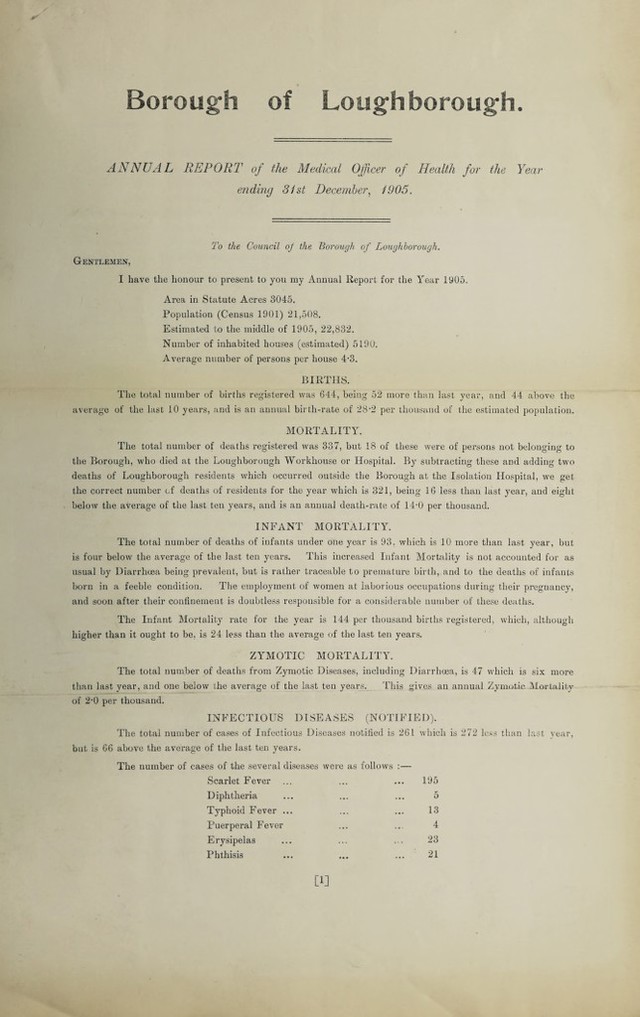 Borough of Loughborough.
ANNUAL REPORT of the Medical Officer of Health for the Year
ending 31st December, 1905.
To the Council of the Borough of Loughborough.
GENTLEMEN,
I have the honour to present to you my Annual Report for the Year 1905.
Area in Statute Acres 3045.
Population (Census 1901) 21,508.
Estimated to the middle of 1905, 22,832.
Number of inhabited houses (estimated) 5190.
Average number of persons per house 4·3.
BIRTHS.
The total number of births registered was 644, being 52 more than last year, and 44 above the
average of the last 10 years, and is an annual birth-rate of 28·2 per thousand of the estimated population.
MORTALITY.
The total number of deaths registered was 337, but 18 of these were of persons not belonging to
the Borough, who died at the Loughborough Workhouse or Hospital. By subtracting these and adding two
deaths of Loughborough residents which occurred outside the Borough at the Isolation Hospital, we get
the correct number of deaths of residents for the year which is 321, being 16 less than last year, and eight
below the average of the last ten years, and is an annual death-rate of 14·0 per thousand.
INFANT MORTALITY.
The total number of deaths of infants under one year is 93, which is 10 more than last year, but
is four below the average of the last ten years. This increased Infant Mortality is not accounted for as
usual by Diarrhœa being prevalent, but is rather traceable to premature birth, and to the deaths of infants
born in a feeble condition. The employment of women at laborious occupations during their pregnancy,
and soon after their confinement is doubtless responsible for a considerable number of these deaths.
The Infant Mortality rate for the year is 144 per thousand births registered, which, although
higher than it ought to be, is 24 less than the average of the last ten years.
ZYMOTIC MORTALITY.
The total number of deaths from Zymotic Diseases, including Diarrhœa, is 47 which is six more
than last year, and one below the average of the last ten years. This gives an annual Zymotic Mortality
of 2·0 per thousand.
INFECTIOUS DISEASES (NOTIFIED).
The total number of cases of Infectious Diseases notified is 261 which is 272 less than last year,
but is 66 above the average of the last ten years.
The number of cases of the several diseases were as follows :—
Scarlet Fever ... ... ... 195
Diphtheria ... ... ... 5
Typhoid Fever ... ... ... 13
Puerperal Fever ... ... 4
Erysipelas ... ... ... 23
Phthisis ... ... ... 21
[1]